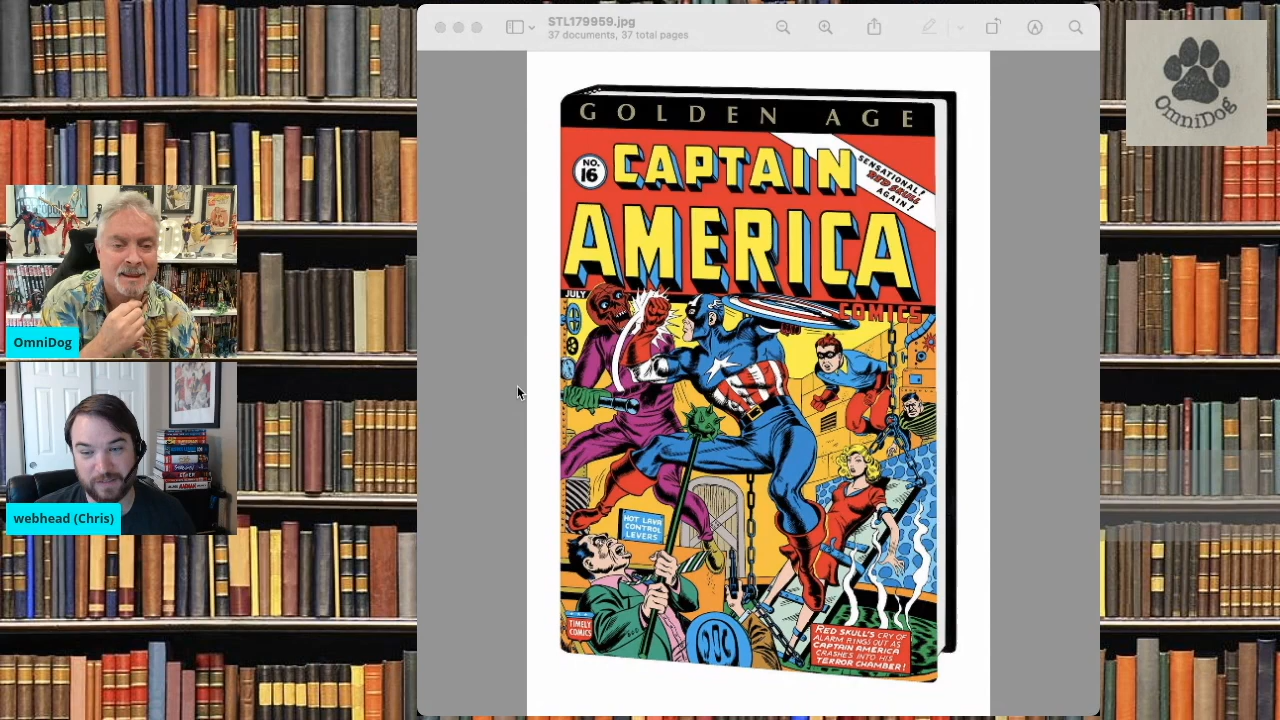 STL179959.jpg
37 documents, 37 total pages
OmniDog
GOLDEN AGE
NO.
16
CAPTAIN
AMERICA
COMICS
SENSATIONAL!
RED SKULL
AGAIN!
JULY
HOT LAVA
CONTROL
LEVERS
TIMELY
COMICS
RED SKULL'S CRY OF
ALARM RINGS OUT AS
CAPTAIN AMERICA
CRASHES INTO HIS
TERROR CHAMBER!
OmniDog
webhead (Chris)